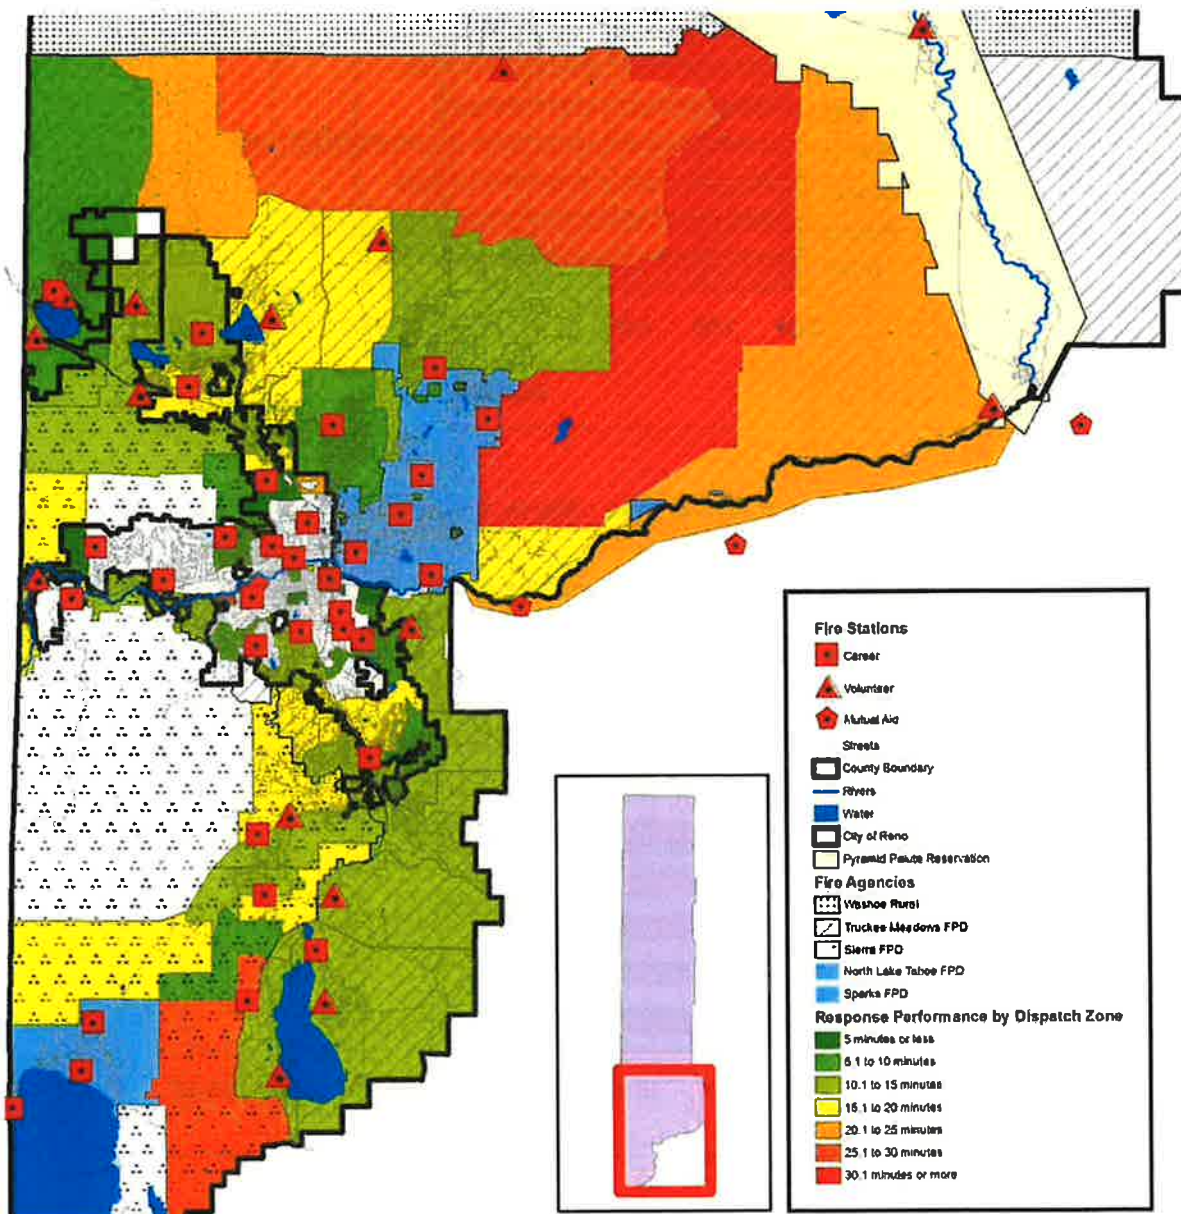 Fire Stations
Career
Volunteer
Mutual Aid
Streets
County Boundary
Rivers
Water
City of Reno
Pyramid Paiute Reservation
Fire Agencies
Washoe Rural
Truckee Meadows FPD
Sierra FPD
North Lake Tahoe FPD
Sparks FPD
Response Performance by Dispatch Zone
5 minutes or less
5.1 to 10 minutes
10.1 to 15 minutes
15.1 to 20 minutes
20.1 to 25 minutes
25.1 to 30 minutes
30.1 minutes or more